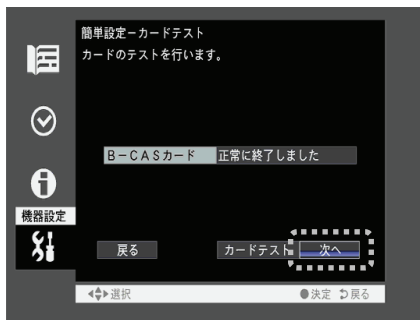 簡単設定－カードテスト
カードのテストを行います。
B－CASカード 正常に終了しました
機器設定
戻る カードテスト 次へ
選択 決定 戻る